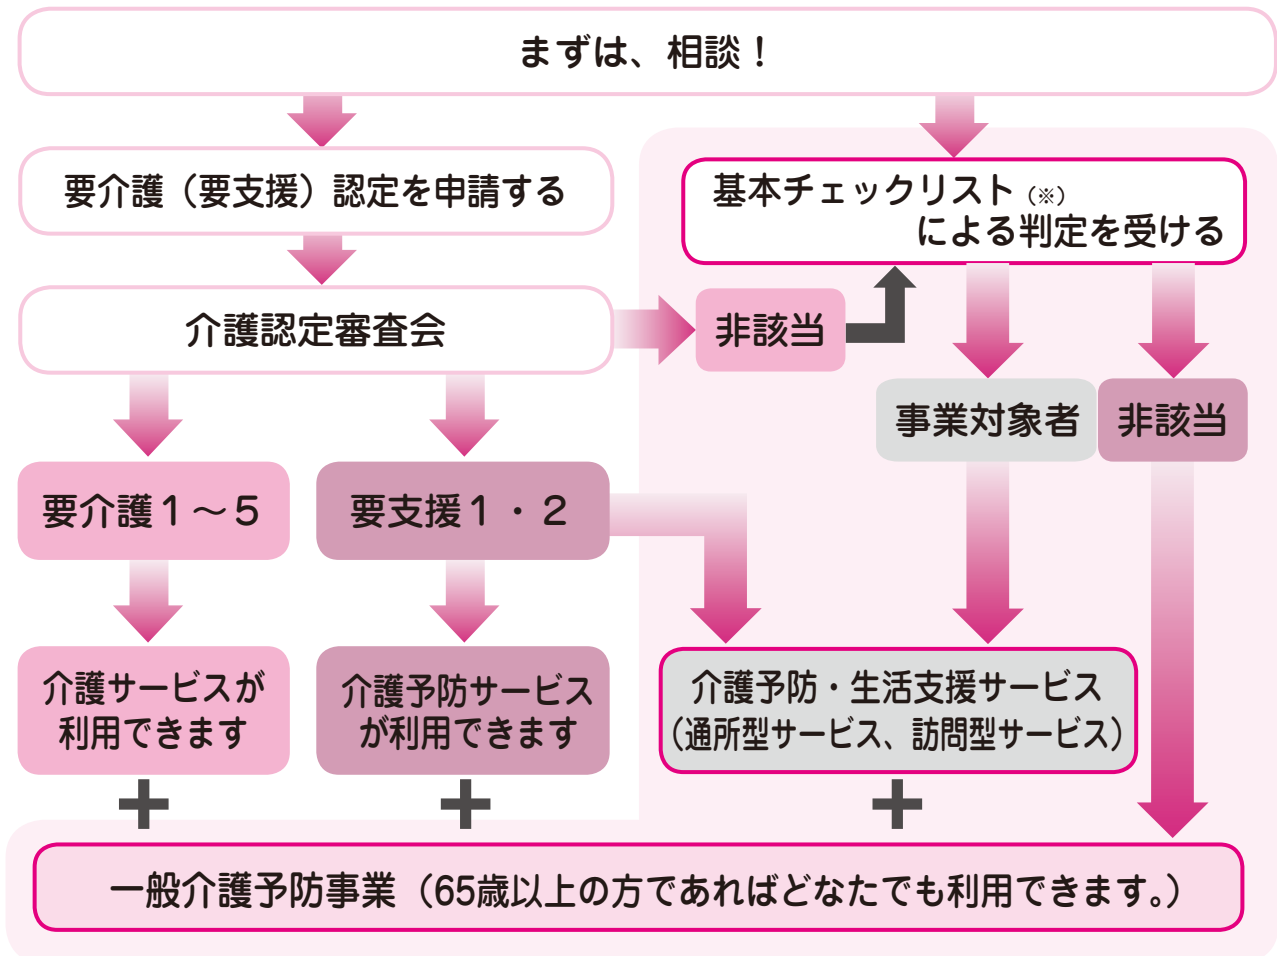 まずは、相談！
要介護（要支援）認定を申請する
基本チェックリスト（※）
による判定を受ける
介護認定審査会
非該当
事業対象者
非該当
要介護１～５
要支援１・２
介護サービスが
利用できます
介護予防サービス
が利用できます
介護予防・生活支援サービス
（通所型サービス、訪問型サービス）
一般介護予防事業（65歳以上の方であればどなたでも利用できます。）